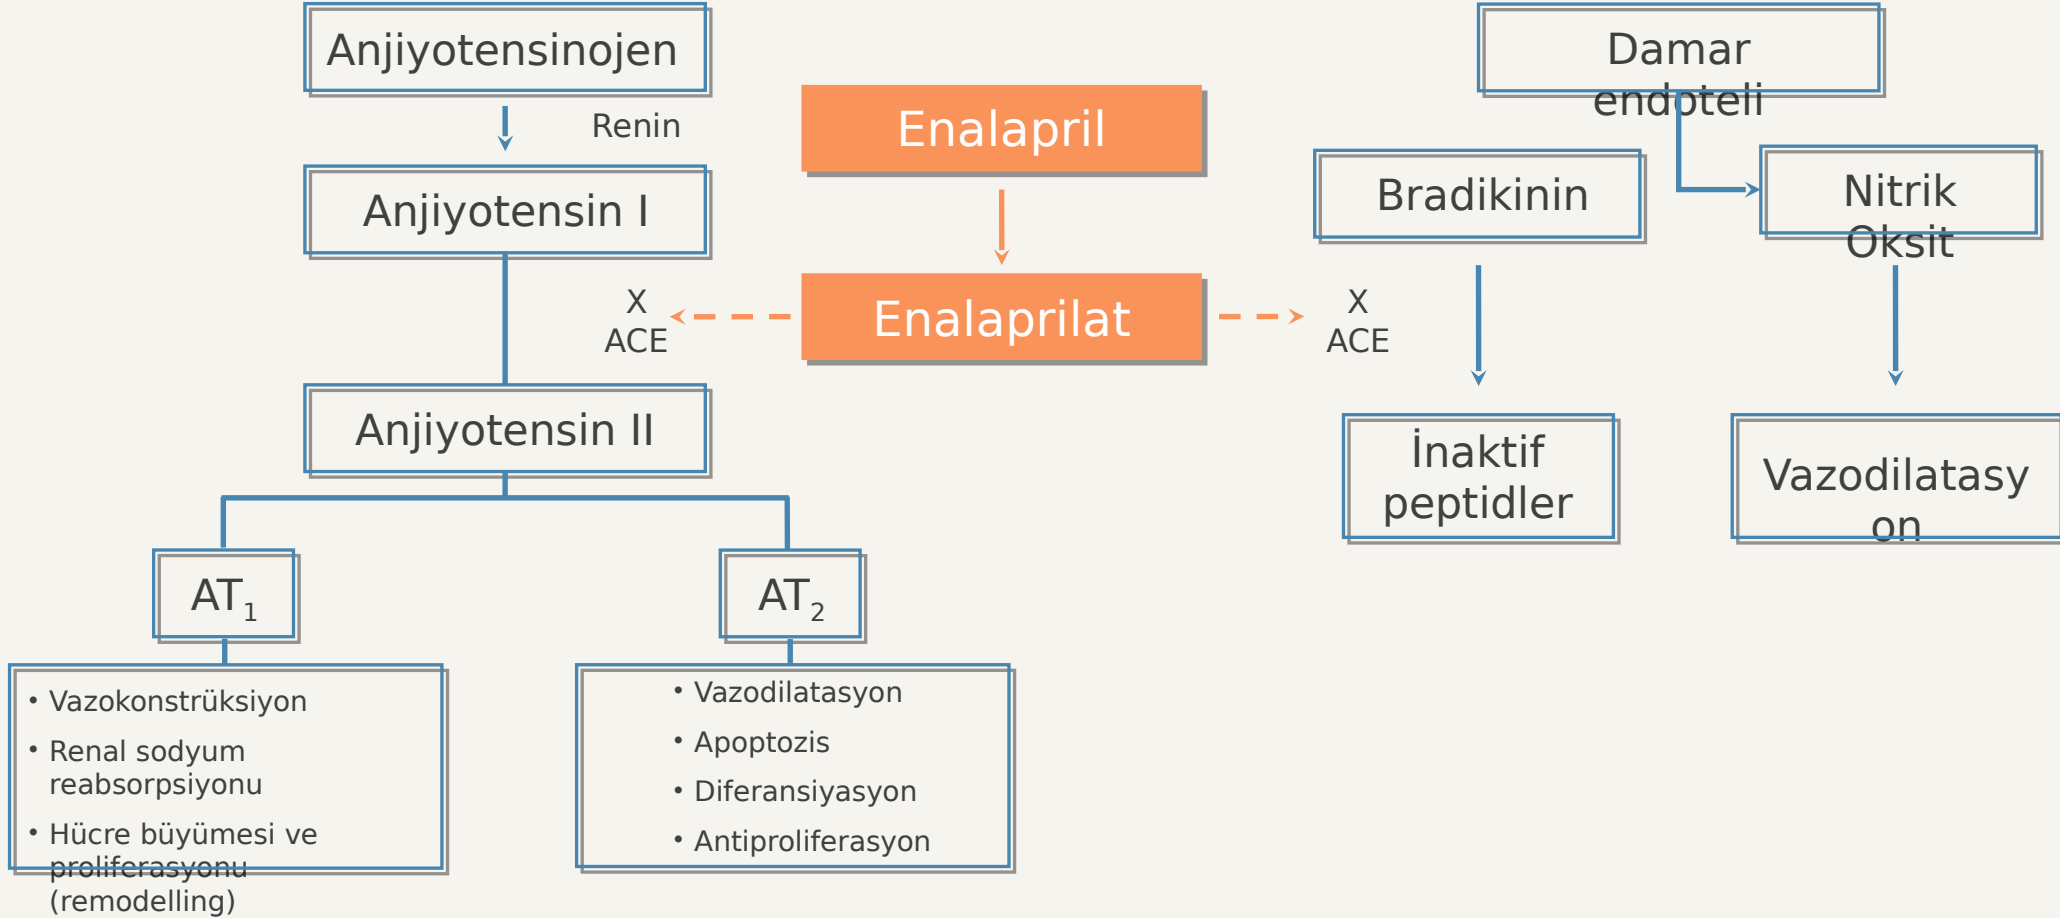 Anjiyotensinojen
Renin
Anjiyotensin I
X
ACE
Anjiyotensin II
AT1
• Vazokonstrüksiyon
• Renal sodyum
reabsorpsiyonu
• Hücre büyümesi ve
proliferasyonu
(remodelling)
AT2
• Vazodilatasyon
• Apoptozis
• Diferansiyasyon
• Antiproliferasyon
Enalapril
Enalaprilat
X
ACE
Damar
endoteli
Bradikinin
Nitrik
Oksit
İnaktif
peptidler
Vazodilatasy
on